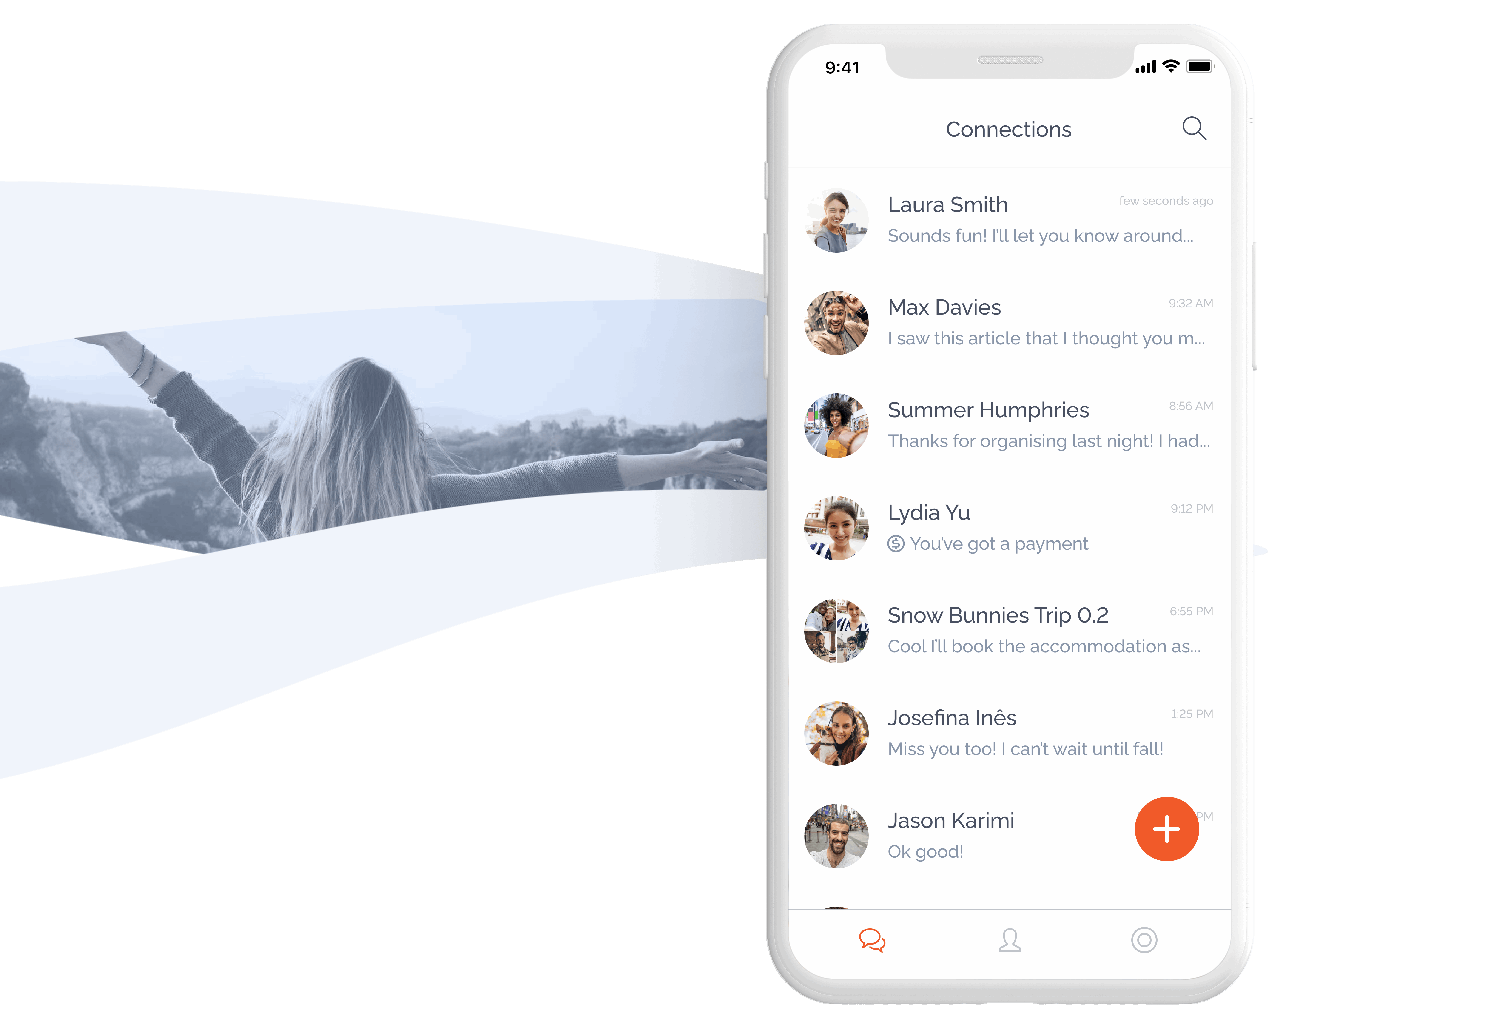 9:41
Connections
Laura Smith
few seconds ago
Sounds fun! I'll let you know around...
Max Davies
9:32 AM
I saw this article that I thought you m...
Summer Humphries
8:56 AM
Thanks for organising last night! I had...
Lydia Yu
9:12 PM
You've got a payment
Snow Bunnies Trip 0.2
6:55 PM
Cool I'll book the accommodation as...
Josefina Inês
1:25 PM
Miss you too! I can't wait until fall!
Jason Karimi
PM
Ok good!